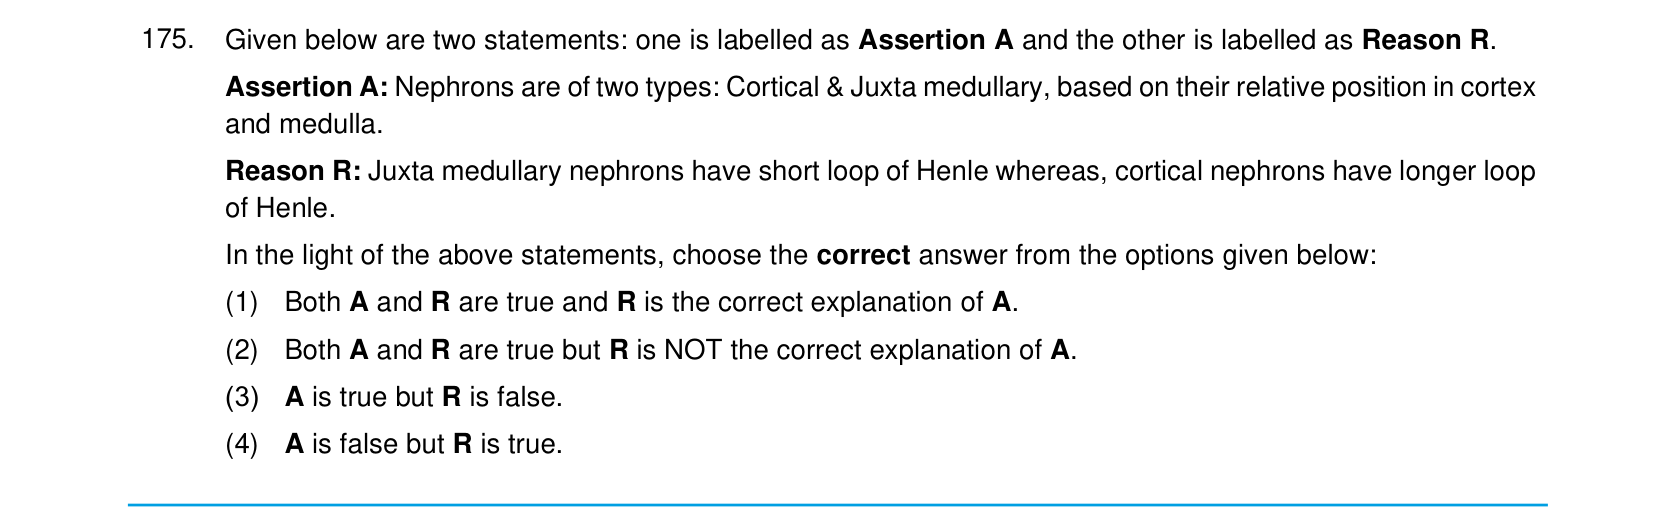 175. Given below are two statements: one is labelled as Assertion A and the other is labelled as Reason R.
Assertion A: Nephrons are of two types: Cortical & Juxta medullary, based on their relative position in cortex
and medulla.
Reason R: Juxta medullary nephrons have short loop of Henle whereas, cortical nephrons have longer loop
of Henle.
In the light of the above statements, choose the correct answer from the options given below:
(1) Both A and R are true and R is the correct explanation of A.
(2) Both A and R are true but R is NOT the correct explanation of A.
(3) A is true but R is false.
(4) A is false but R is true.